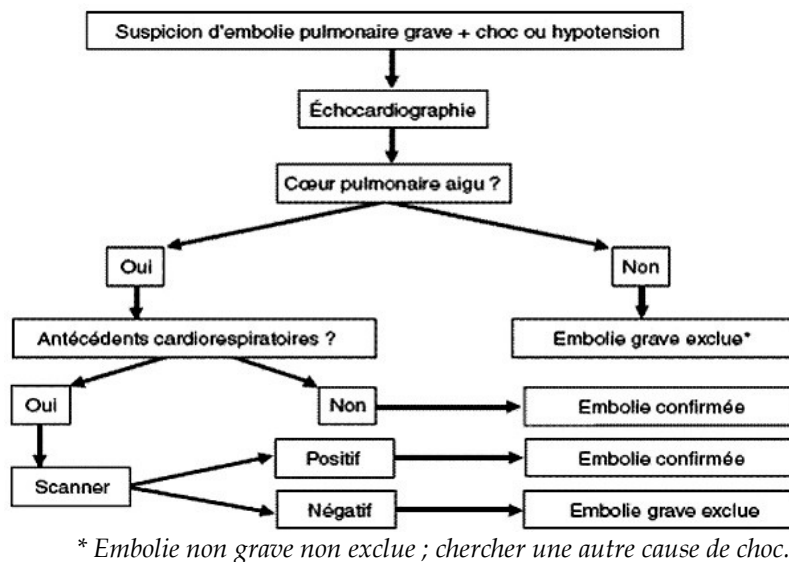 Suspicion d'embolie pulmonaire grave + choc ou hypotension
Échocardiographie
Cœur pulmonaire aigu ?
Oui
Non
Antécédents cardiorespiratoires ?
Embolie grave exclue*
Oui
Non
Embolie confirmée
Scanner
Positif
Embolie confirmée
Négatif
Embolie grave exclue
* Embolie non grave non exclue ; chercher une autre cause de choc.